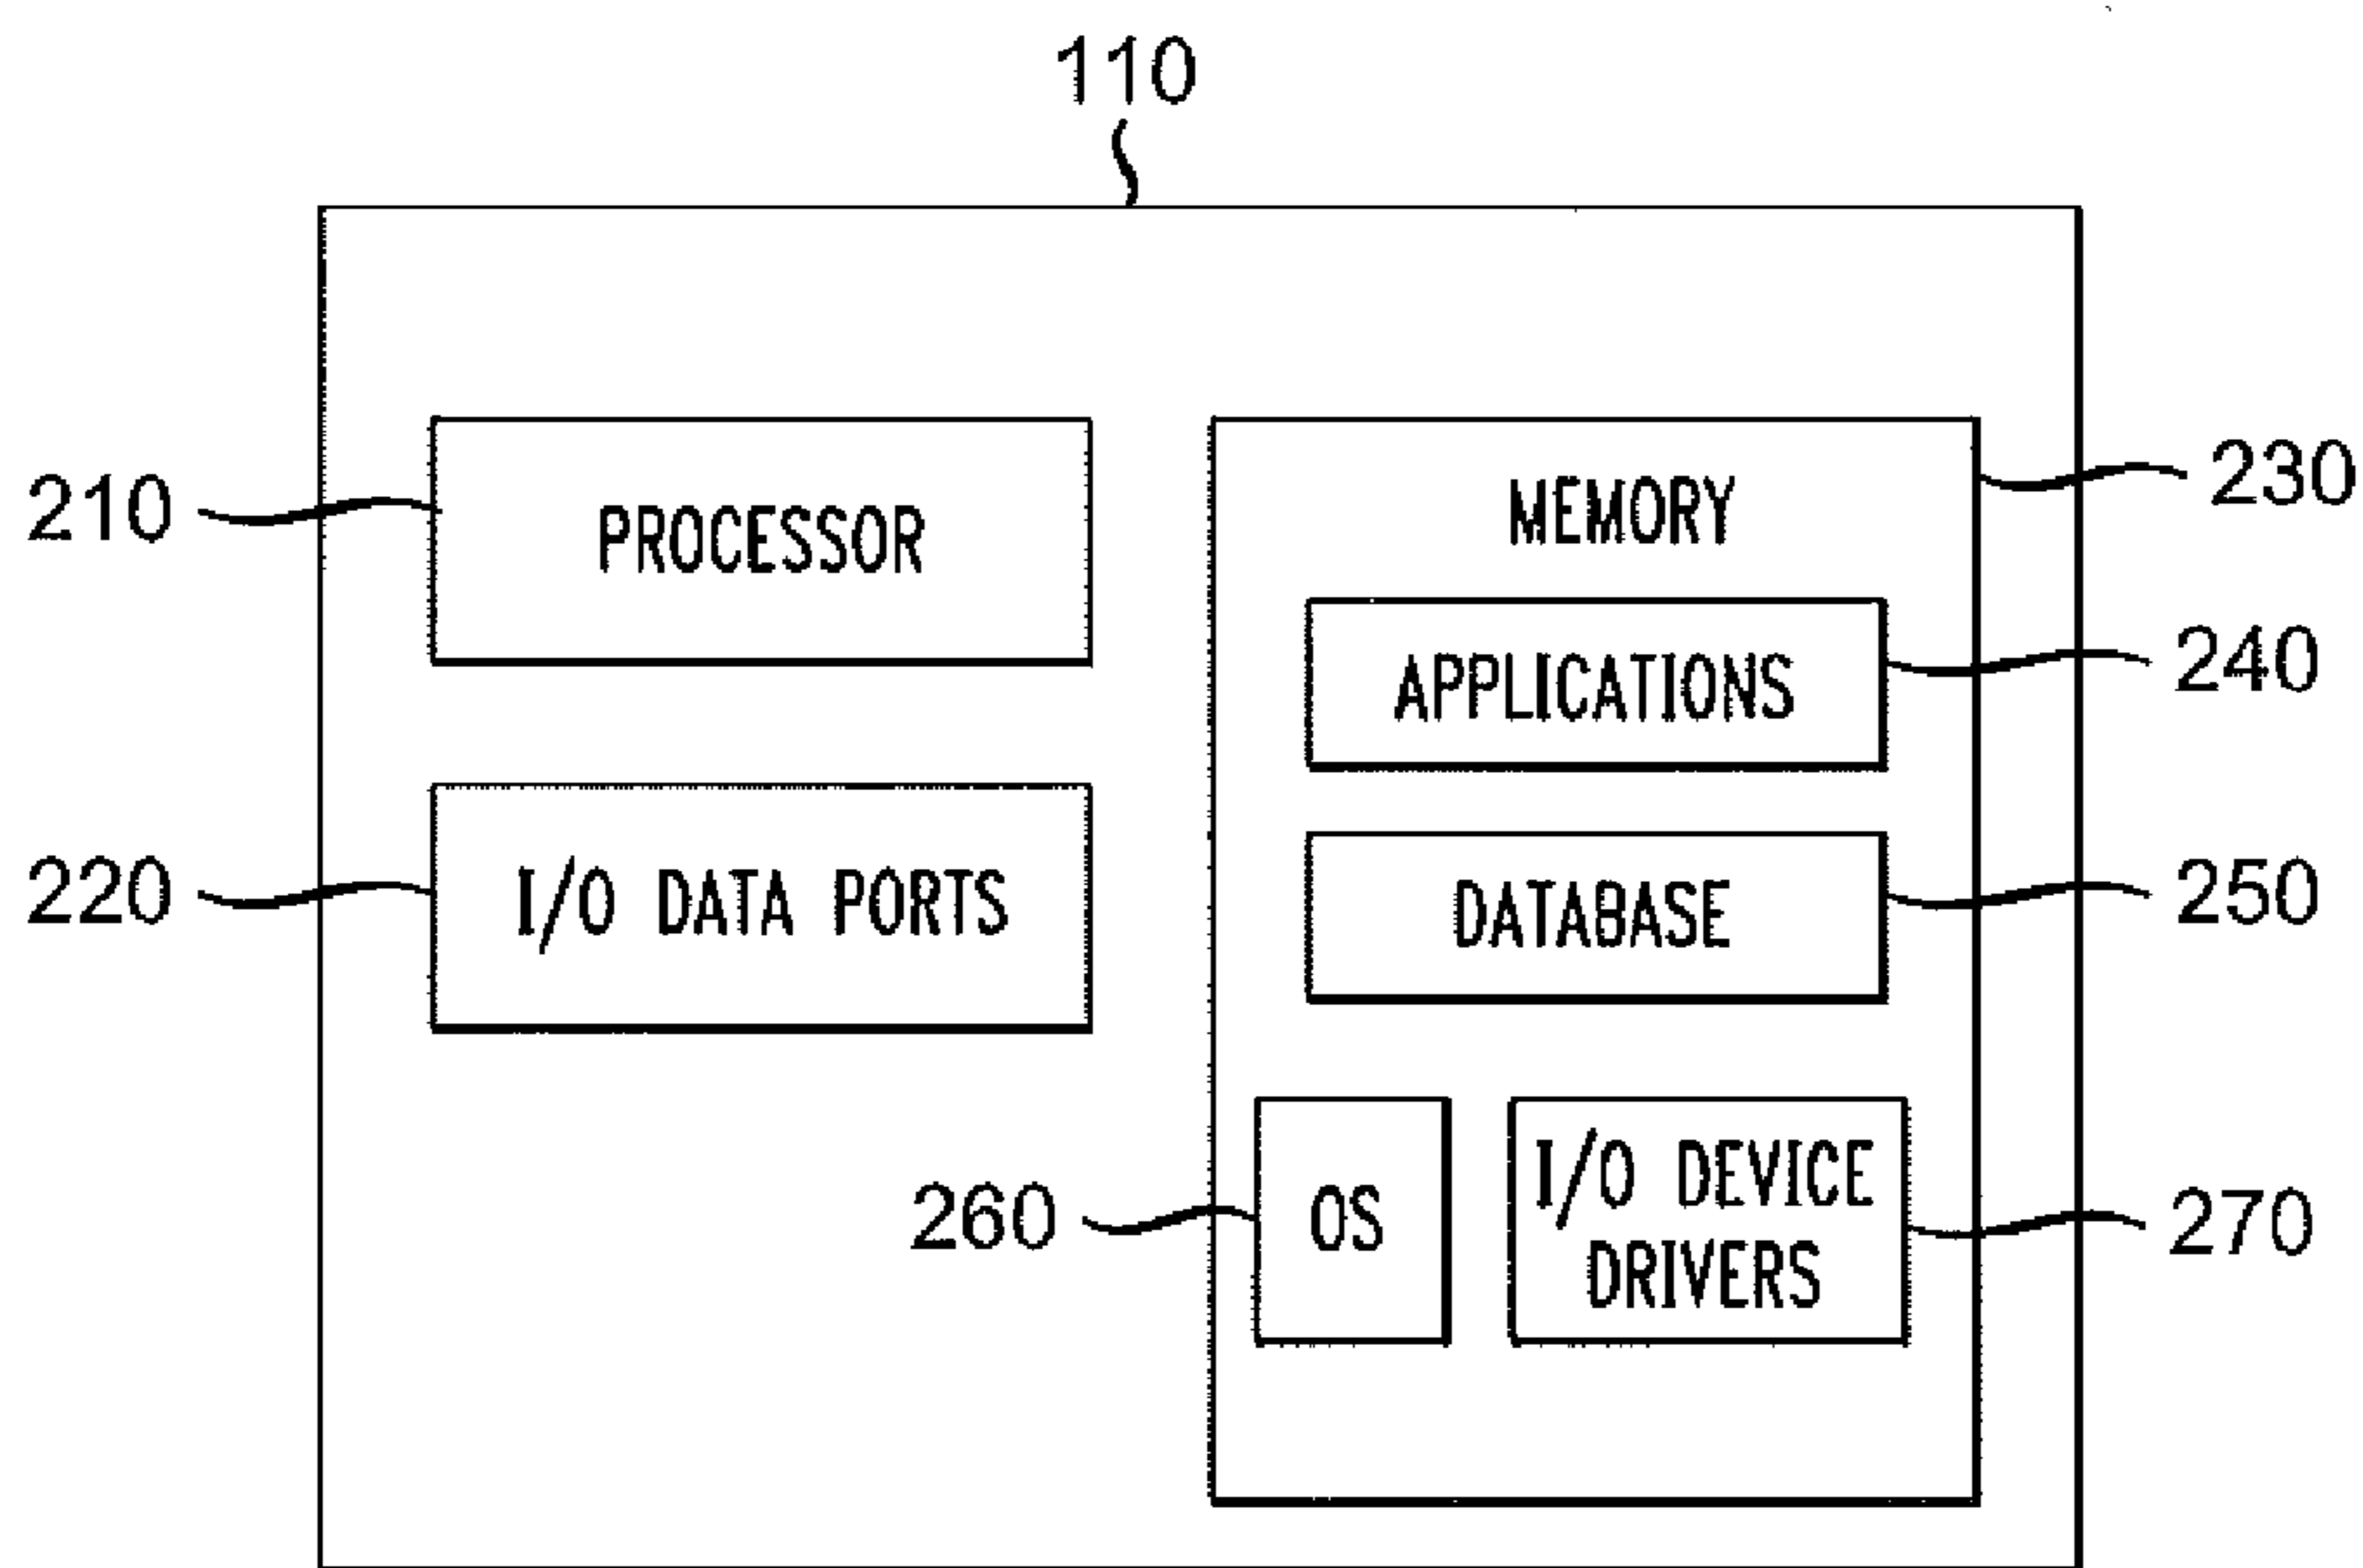 110
210
PROCESSOR
MEMORY
230
APPLICATIONS
240
220
I/O DATA PORTS
DATABASE
250
260
OS
I/O DEVICE
DRIVERS
270